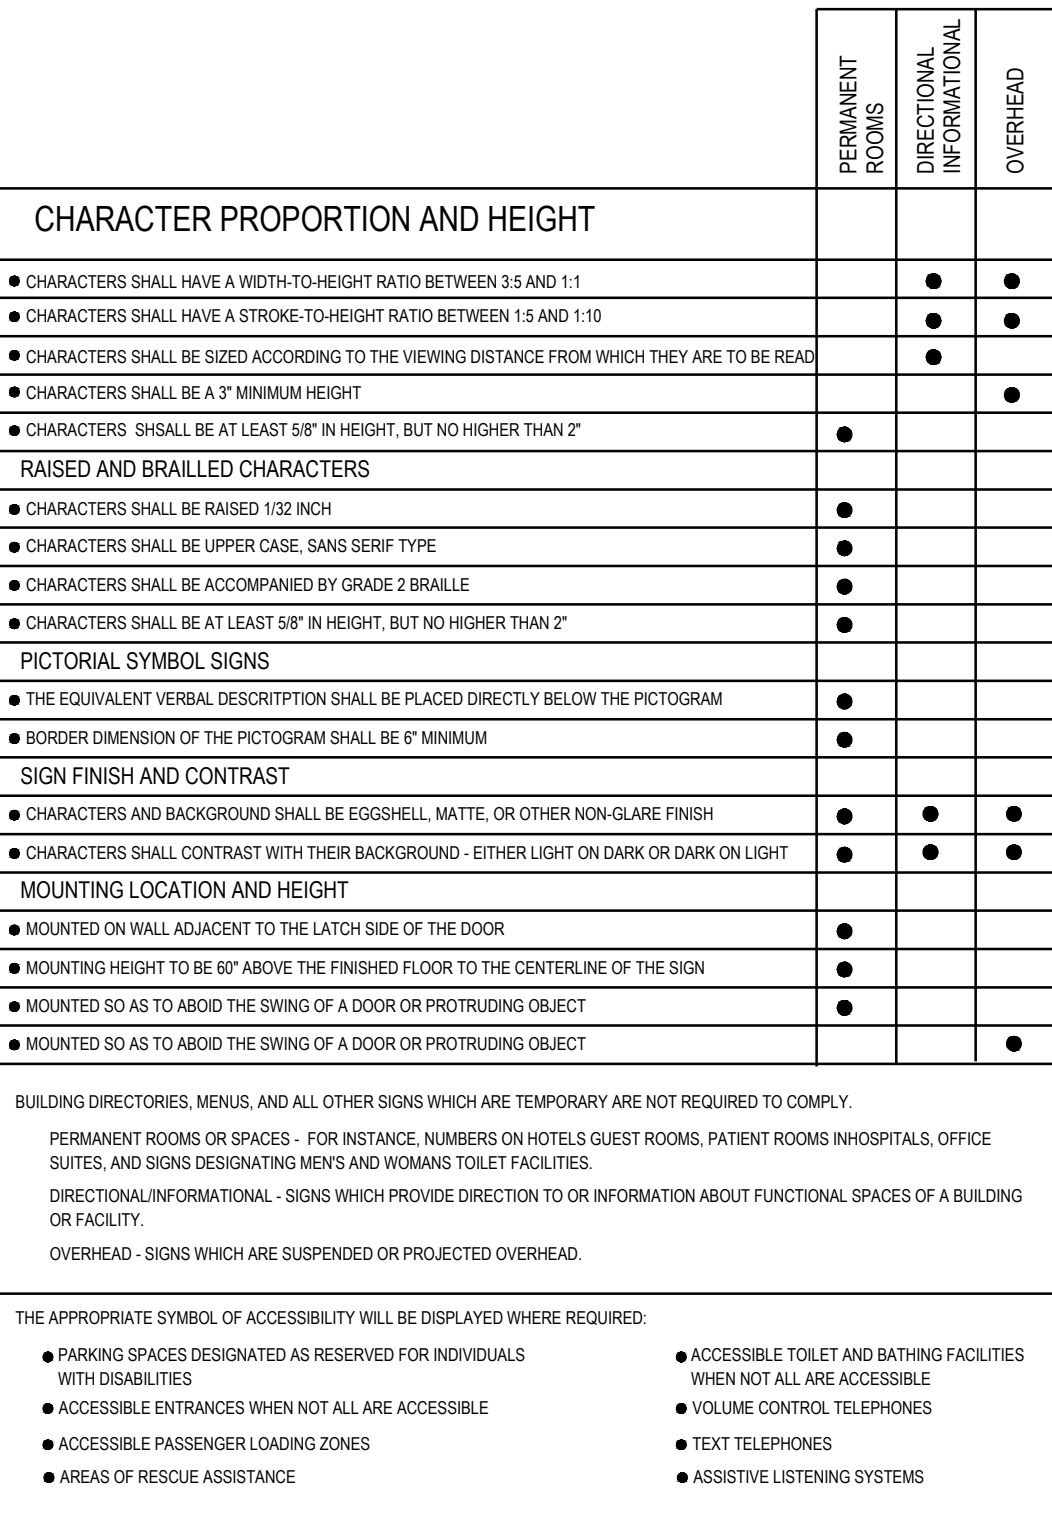 PERMANENT
ROOMS
DIRECTIONAL
INFORMATIONAL
OVERHEAD
CHARACTER PROPORTION AND HEIGHT
CHARACTERS SHALL HAVE A WIDTH-TO-HEIGHT RATIO BETWEEN 3:5 AND 1:1
CHARACTERS SHALL HAVE A STROKE-TO-HEIGHT RATIO BETWEEN 1:5 AND 1:10
CHARACTERS SHALL BE SIZED ACCORDING TO THE VIEWING DISTANCE FROM WHICH THEY ARE TO BE READ
CHARACTERS SHALL BE A 3" MINIMUM HEIGHT
CHARACTERS SHSALL BE AT LEAST 5/8" IN HEIGHT, BUT NO HIGHER THAN 2"
RAISED AND BRAILLED CHARACTERS
CHARACTERS SHALL BE RAISED 1/32 INCH
CHARACTERS SHALL BE UPPER CASE, SANS SERIF TYPE
CHARACTERS SHALL BE ACCOMPANIED BY GRADE 2 BRAILLE
CHARACTERS SHALL BE AT LEAST 5/8" IN HEIGHT, BUT NO HIGHER THAN 2"
PICTORIAL SYMBOL SIGNS
THE EQUIVALENT VERBAL DESCRITPTION SHALL BE PLACED DIRECTLY BELOW THE PICTOGRAM
BORDER DIMENSION OF THE PICTOGRAM SHALL BE 6" MINIMUM
SIGN FINISH AND CONTRAST
CHARACTERS AND BACKGROUND SHALL BE EGGSHELL, MATTE, OR OTHER NON-GLARE FINISH
CHARACTERS SHALL CONTRAST WITH THEIR BACKGROUND - EITHER LIGHT ON DARK OR DARK ON LIGHT
MOUNTING LOCATION AND HEIGHT
MOUNTED ON WALL ADJACENT TO THE LATCH SIDE OF THE DOOR
MOUNTING HEIGHT TO BE 60" ABOVE THE FINISHED FLOOR TO THE CENTERLINE OF THE SIGN
MOUNTED SO AS TO ABOID THE SWING OF A DOOR OR PROTRUDING OBJECT
MOUNTED SO AS TO ABOID THE SWING OF A DOOR OR PROTRUDING OBJECT
BUILDING DIRECTORIES, MENUS, AND ALL OTHER SIGNS WHICH ARE TEMPORARY ARE NOT REQUIRED TO COMPLY.
PERMANENT ROOMS OR SPACES - FOR INSTANCE, NUMBERS ON HOTELS GUEST ROOMS, PATIENT ROOMS INHOSPITALS, OFFICE
SUITES, AND SIGNS DESIGNATING MEN'S AND WOMANS TOILET FACILITIES.
DIRECTIONAL/INFORMATIONAL - SIGNS WHICH PROVIDE DIRECTION TO OR INFORMATION ABOUT FUNCTIONAL SPACES OF A BUILDING
OR FACILITY.
OVERHEAD - SIGNS WHICH ARE SUSPENDED OR PROJECTED OVERHEAD.
THE APPROPRIATE SYMBOL OF ACCESSIBILITY WILL BE DISPLAYED WHERE REQUIRED:
PARKING SPACES DESIGNATED AS RESERVED FOR INDIVIDUALS
WITH DISABILITIES
ACCESSIBLE ENTRANCES WHEN NOT ALL ARE ACCESSIBLE
ACCESSIBLE PASSENGER LOADING ZONES
AREAS OF RESCUE ASSISTANCE
ACCESSIBLE TOILET AND BATHING FACILITIES
WHEN NOT ALL ARE ACCESSIBLE
VOLUME CONTROL TELEPHONES
TEXT TELEPHONES
ASSISTIVE LISTENING SYSTEMS